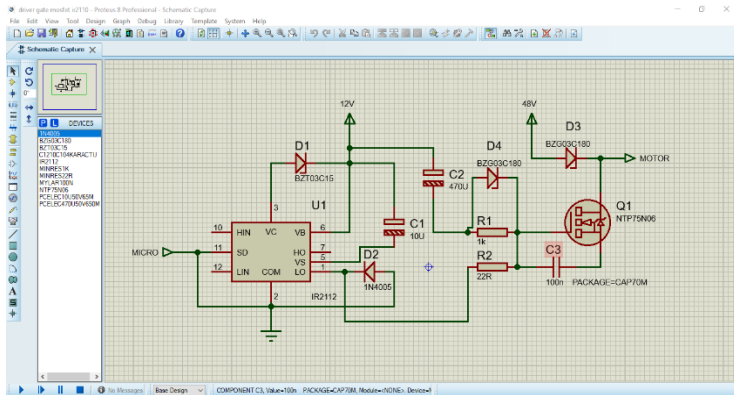 driver gate mosfet ir2110 - Proteus 8 Professional - Schematic Capture
File Edit View Tool Design Graph Debug Library Template System Help
Schematic Capture
0°
P L DEVICES
1N4005
BZG03C180
BZT03C15
C1210C104KARACTU
IR2112
MINRES1K
MINRES22R
MYLAR100N
NTP75N06
PCELEC10U50V65M
PCELEC470U50V650M
12V
48V
D1
BZT03C15
D4
BZG03C180
D3
BZG03C180
MOTOR
C2
470U
U1
3
10 HIN VC VB 6
11 SD HO 7
VS 5
12 LIN COM LO 1
2
IR2112
MICRO
C1
10U
D2
1N4005
R1
1k
R2
22R
Q1
NTP75N06
C3
100n
PACKAGE=CAP70M
No Messages
Base Design
COMPONENT C3, Value=100n PACKAGE=CAP70M, Module=<NONE>, Device=